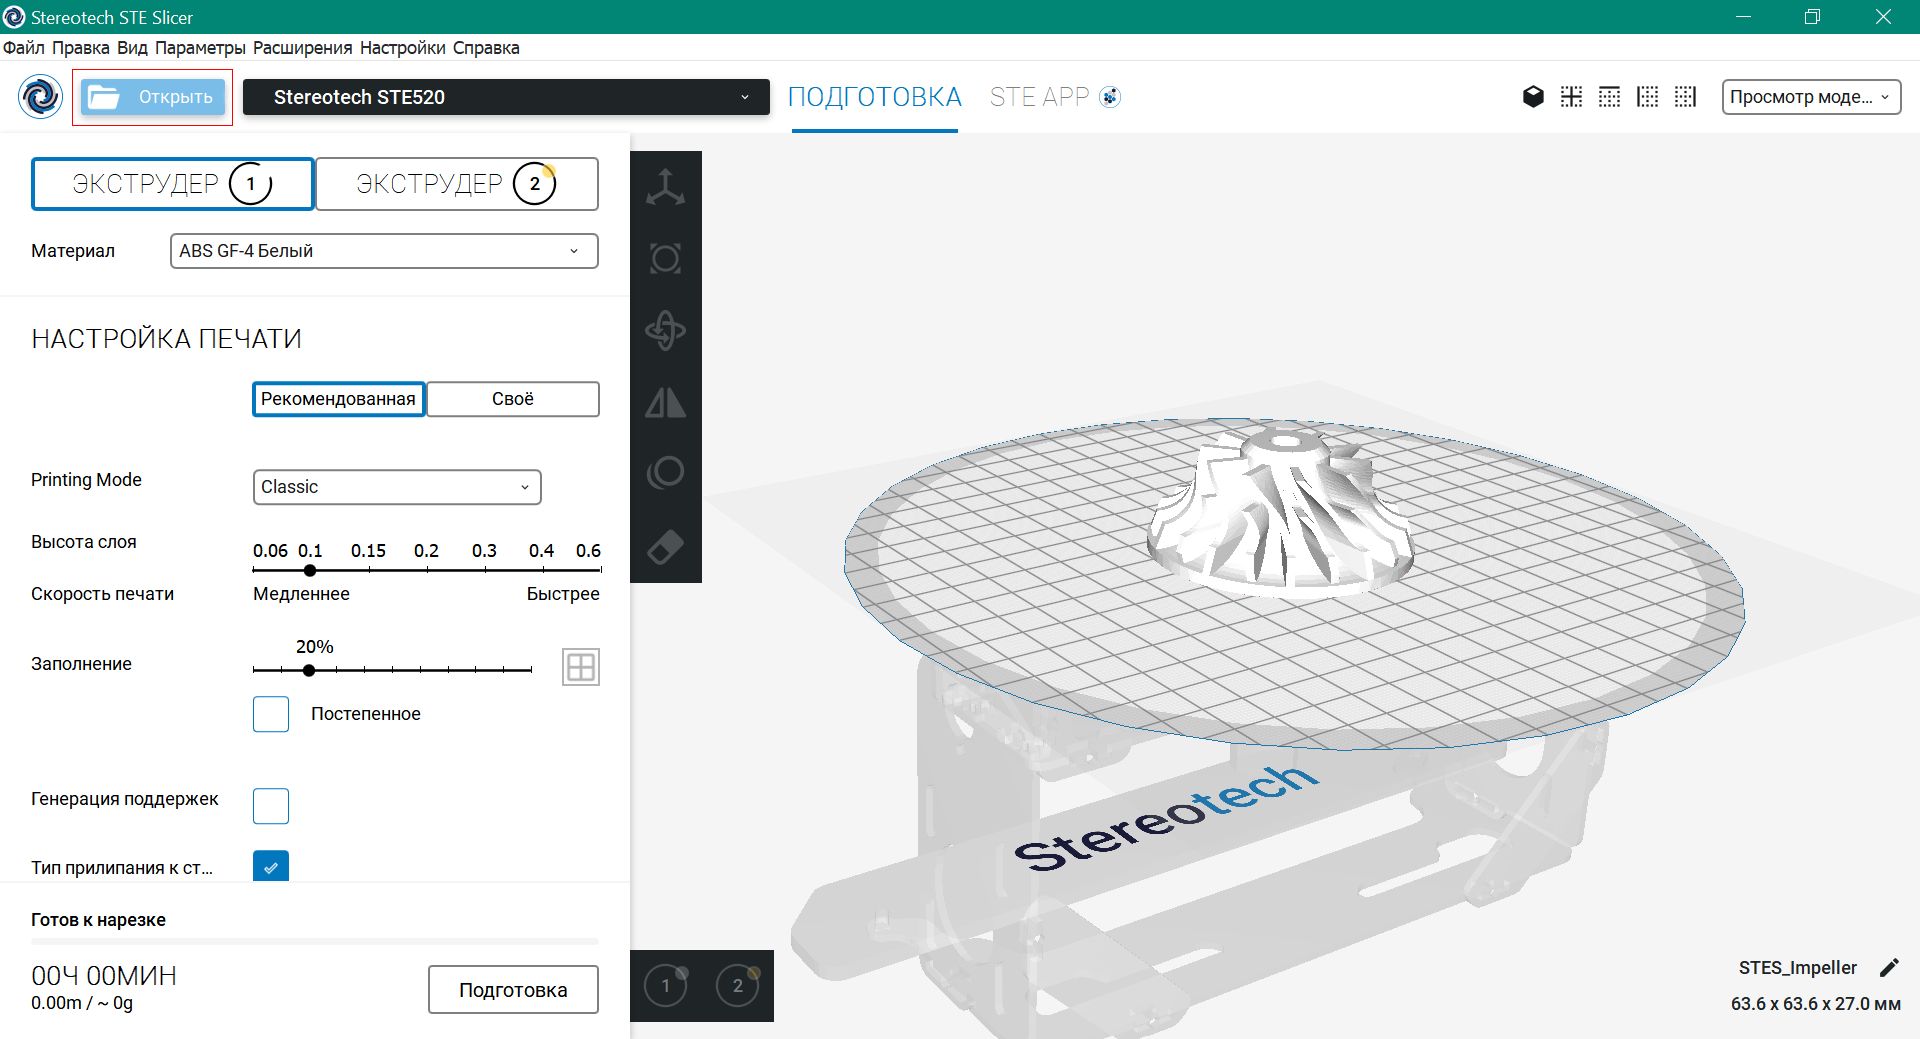 Stereotech STE Slicer
Файл Правка Вид Параметры Расширения Настройки Справка
Открыть
Stereotech STE520
ПОДГОТОВКА
STE APP
Просмотр моде...
ЭКСТРУДЕР 1
ЭКСТРУДЕР 2
Материал
ABS GF-4 Белый
НАСТРОЙКА ПЕЧАТИ
Рекомендованная
Своё
Printing Mode
Classic
Высота слоя
0.06 0.1 0.15 0.2 0.3 0.4 0.6
Скорость печати
Медленнее
Быстрее
20%
Заполнение
Постепенное
Генерация поддержек
Тип прилипания к ст...
Готов к нарезке
00Ч 00МИН
0.00m / ~ 0g
Подготовка
1
2
Stereotech
STES_Impeller
63.6 x 63.6 x 27.0 мм